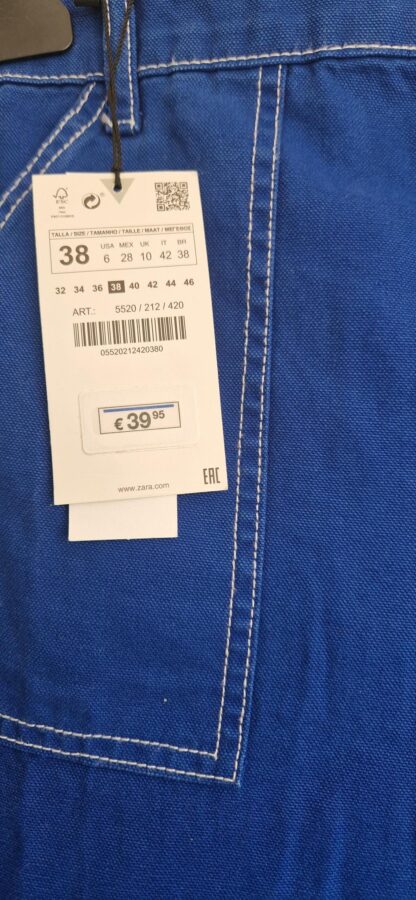 FSC
TALLA / SIZE / TAMANHO / TAILLE / MAAT / ΜΕΓΕΘΟΣ
38 USA 6 MEX 28 UK 10 IT 42 BR 38
32 34 36 38 40 42 44 46
ART.: 5520 / 212 / 420
05520212420380
€ 39 95
www.zara.com
EAC